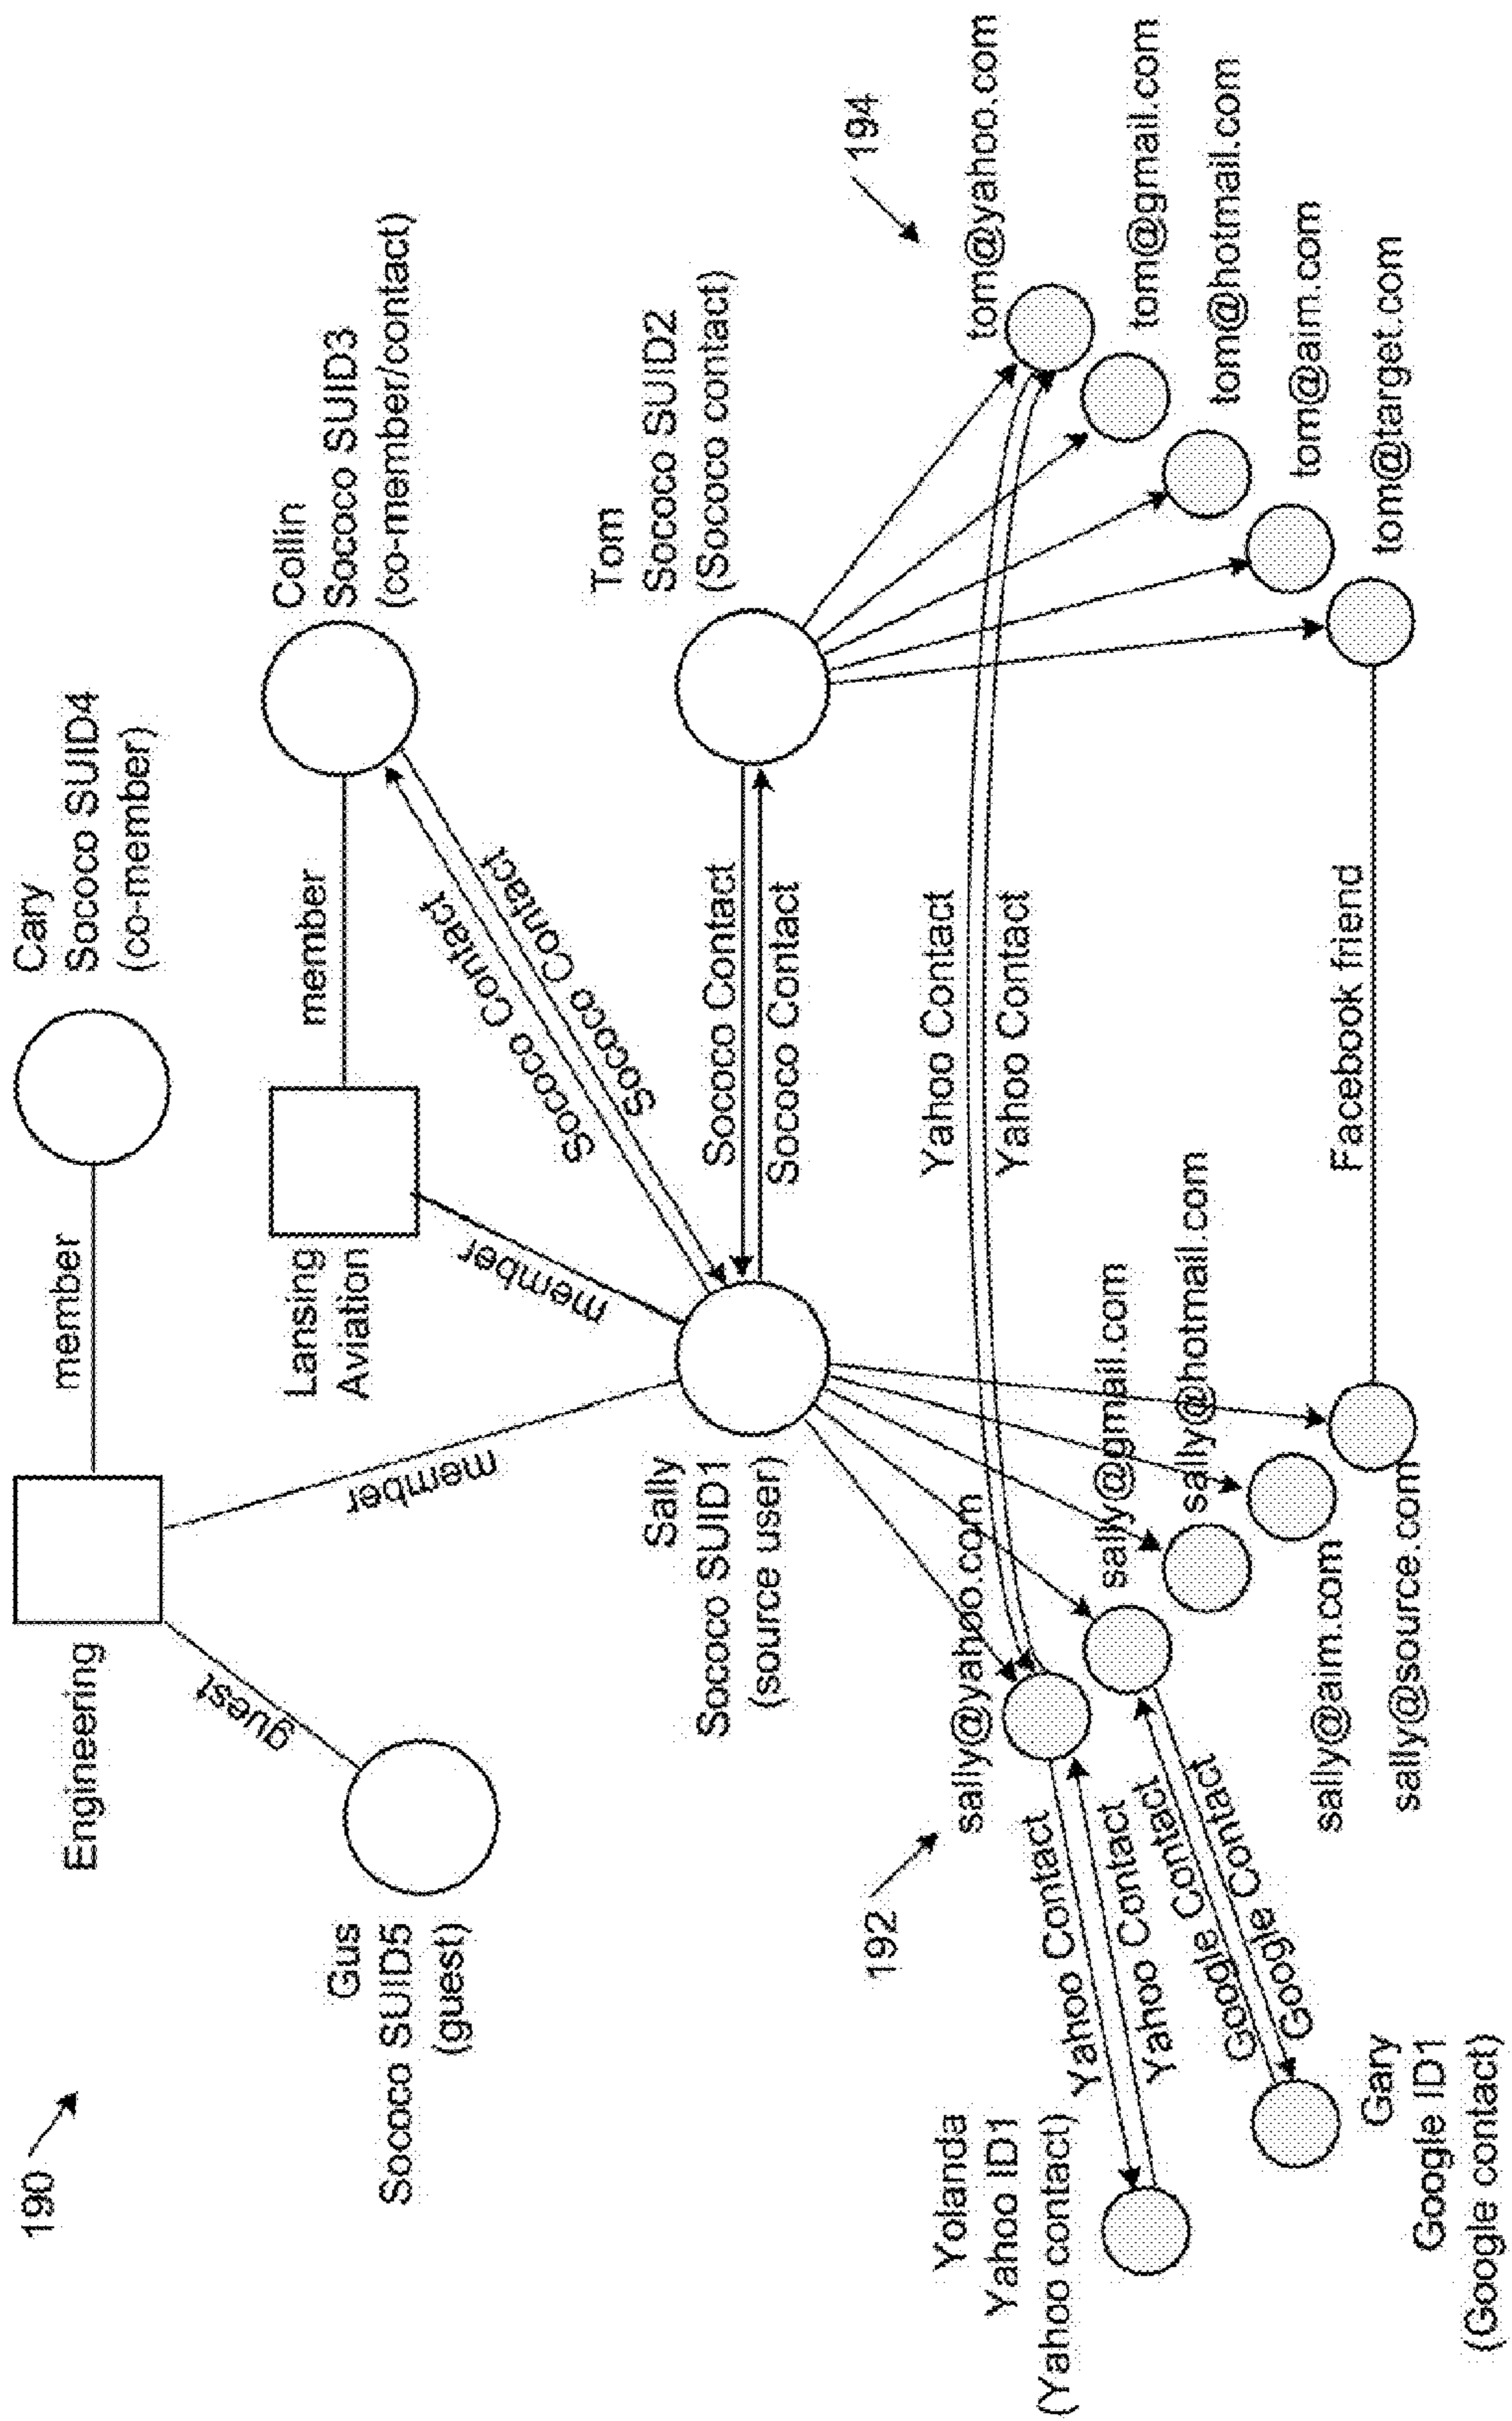 190
Engineering
member
Cary
Sococo SUID4
(co-member)
guest
Gus
Sococo SUID5
(guest)
member
Lansing
Aviation
member
Collin
Sococo SUID3
(co-member/contact)
member
Sococo Contact
Sococo Contact
Sally
Sococo SUID1
(source user)
Sococo Contact
Sococo Contact
Tom
Sococo SUID2
(Sococo contact)
192
194
sally@yahoo.com
sally@gmail.com
sally@hotmail.com
sally@aim.com
sally@source.com
Yahoo Contact
Yahoo Contact
tom@yahoo.com
tom@gmail.com
tom@hotmail.com
tom@aim.com
tom@target.com
Yolanda
Yahoo ID1
(Yahoo contact)
Yahoo Contact
Yahoo Contact
Google Contact
Google Contact
Gary
Google ID1
(Google contact)
Facebook friend